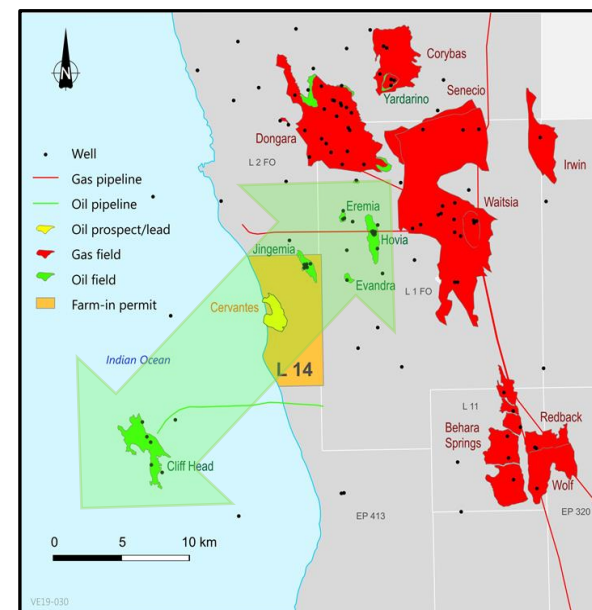 N
Well
Gas pipeline
Oil pipeline
Oil prospect/lead
Gas field
Oil field
Farm-in permit
Corybas
Yardarino
Senecio
Dongara
L 2 FO
Irwin
Waitsia
Eremia
Hovia
Jingemia
Evandra
L 1 FO
Cervantes
Indian Ocean
L 14
L 11
Redback
Behara
Springs
Cliff Head
Wolf
EP 413
EP 320
0 5 10 km
VE19-030